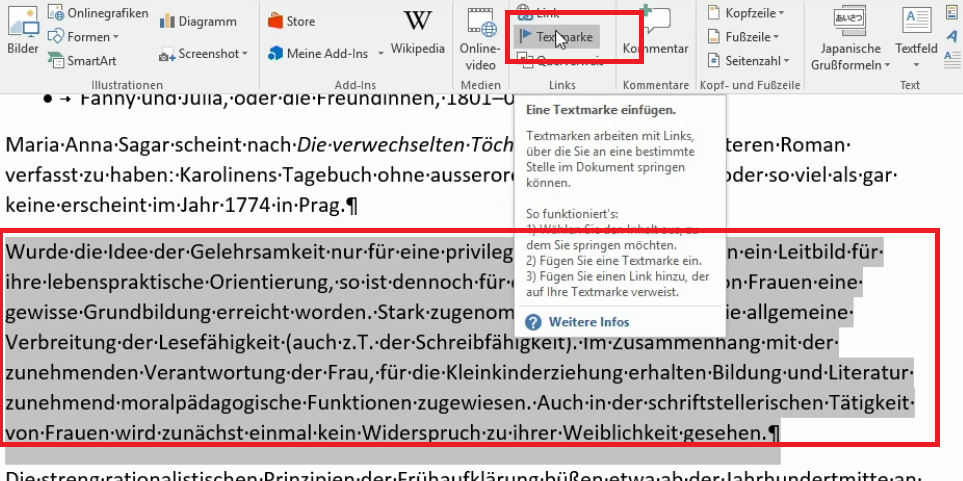 Onlinegrafiken
Diagramm
Store
Link
Kopfzeile
Formen
Textmarke
Fußzeile
Bilder
SmartArt
Screenshot
Meine Add-Ins
Wikipedia
Online-
video
Querverweis
Kommentar
Seitenzahl
Japanische
Grußformeln
Textfeld
あいさつ
A
Illustrationen
Add-Ins
Medien
Links
Kommentare
Kopf- und Fußzeile
Text
Fanny·und·Julia,·oder·die·Freundinnen,·1801–
Eine Textmarke einfügen.
Textmarken arbeiten mit Links,
über die Sie an eine bestimmte
Stelle im Dokument springen
können.
So funktioniert's:
1) Wählen Sie den Inhalt aus, zu
dem Sie springen möchten.
2) Fügen Sie eine Textmarke ein.
3) Fügen Sie einen Link hinzu, der
auf Ihre Textmarke verweist.
Weitere Infos
Maria·Anna·Sagar·scheint·nach·Die·verwechselten·Töch teren·Roman·
verfasst·zu·haben:·Karolinens·Tagebuch·ohne·ausseror oder·so·viel·als·gar·
keine·erscheint·im·Jahr·1774·in·Prag.¶
Wurde·die·Idee·der·Gelehrsamkeit·nur·für·eine·privileg n·ein·Leitbild·für·
ihre·lebenspraktische·Orientierung,·so·ist·dennoch·für· on·Frauen·eine·
gewisse·Grundbildung·erreicht·worden.·Stark·zugenom ie·allgemeine·
Verbreitung·der·Lesefähigkeit·(auch·z.T.·der·Schreibfähigkeit).·Im·Zusammenhang·mit·der·
zunehmenden·Verantwortung·der·Frau,·für·die·Kleinkinderziehung·erhalten·Bildung·und·Literatur·
zunehmend·moralpädagogische·Funktionen·zugewiesen.·Auch·in·der·schriftstellerischen·Tätigkeit·
von·Frauen·wird·zunächst·einmal·kein·Widerspruch·zu·ihrer·Weiblichkeit·gesehen.¶
Die·streng·rationalistischen·Prinzipien·der·Frühaufklärung·büßen·etwa·ab·der·Jahrhundertmitte·an·